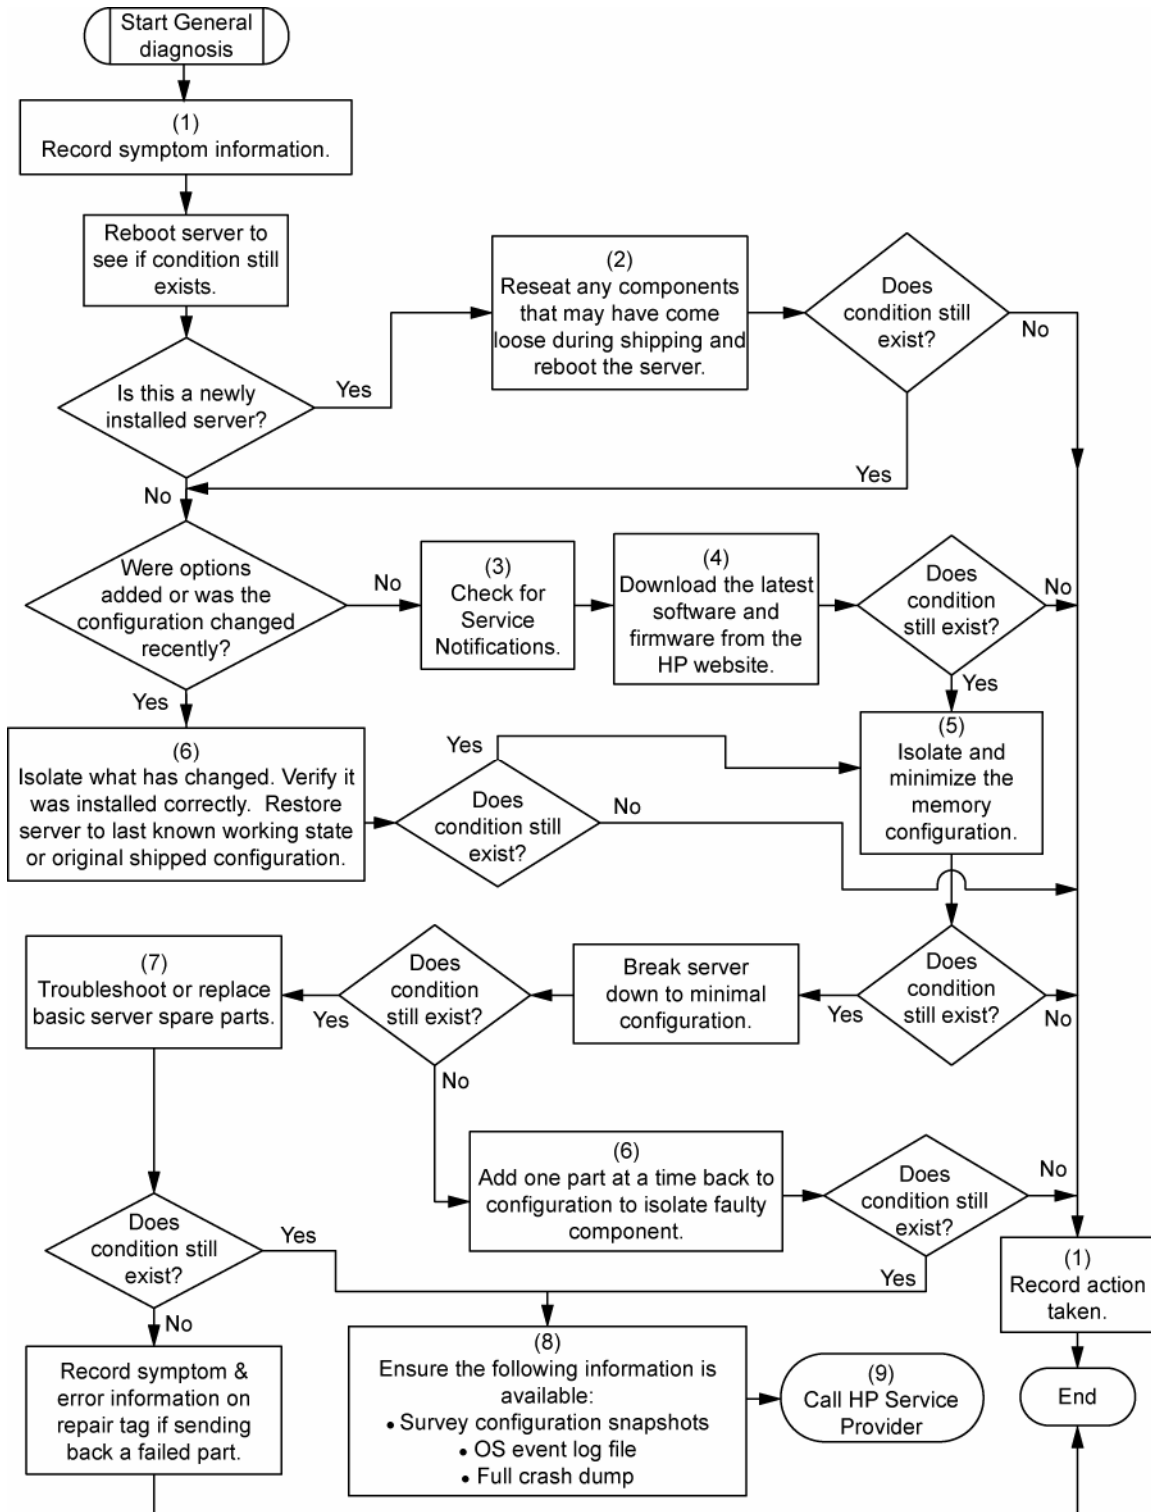 Start General
diagnosis
(1)
Record symptom information.
Reboot server to
see if condition still
exists.
Is this a newly
installed server?
Yes
No
(2)
Reseat any components
that may have come
loose during shipping and
reboot the server.
Does
condition still
exist?
No
Yes
Were options
added or was the
configuration changed
recently?
No
Yes
(3)
Check for
Service
Notifications.
(4)
Download the latest
software and
firmware from the
HP website.
Does
condition
still exist?
No
Yes
(5)
Isolate and
minimize the
memory
configuration.
(6)
Isolate what has changed. Verify it
was installed correctly. Restore
server to last known working state
or original shipped configuration.
Does
condition still
exist?
Yes
No
Does
condition
still exist?
No
Yes
Break server
down to minimal
configuration.
Does
condition
still exist?
Yes
No
(7)
Troubleshoot or replace
basic server spare parts.
(6)
Add one part at a time back to
configuration to isolate faulty
component.
Does
condition still
exist?
No
Yes
Does
condition still
exist?
Yes
No
(1)
Record action
taken.
Record symptom &
error information on
repair tag if sending
back a failed part.
(8)
Ensure the following information is
available:
• Survey configuration snapshots
• OS event log file
• Full crash dump
(9)
Call HP Service
Provider
End